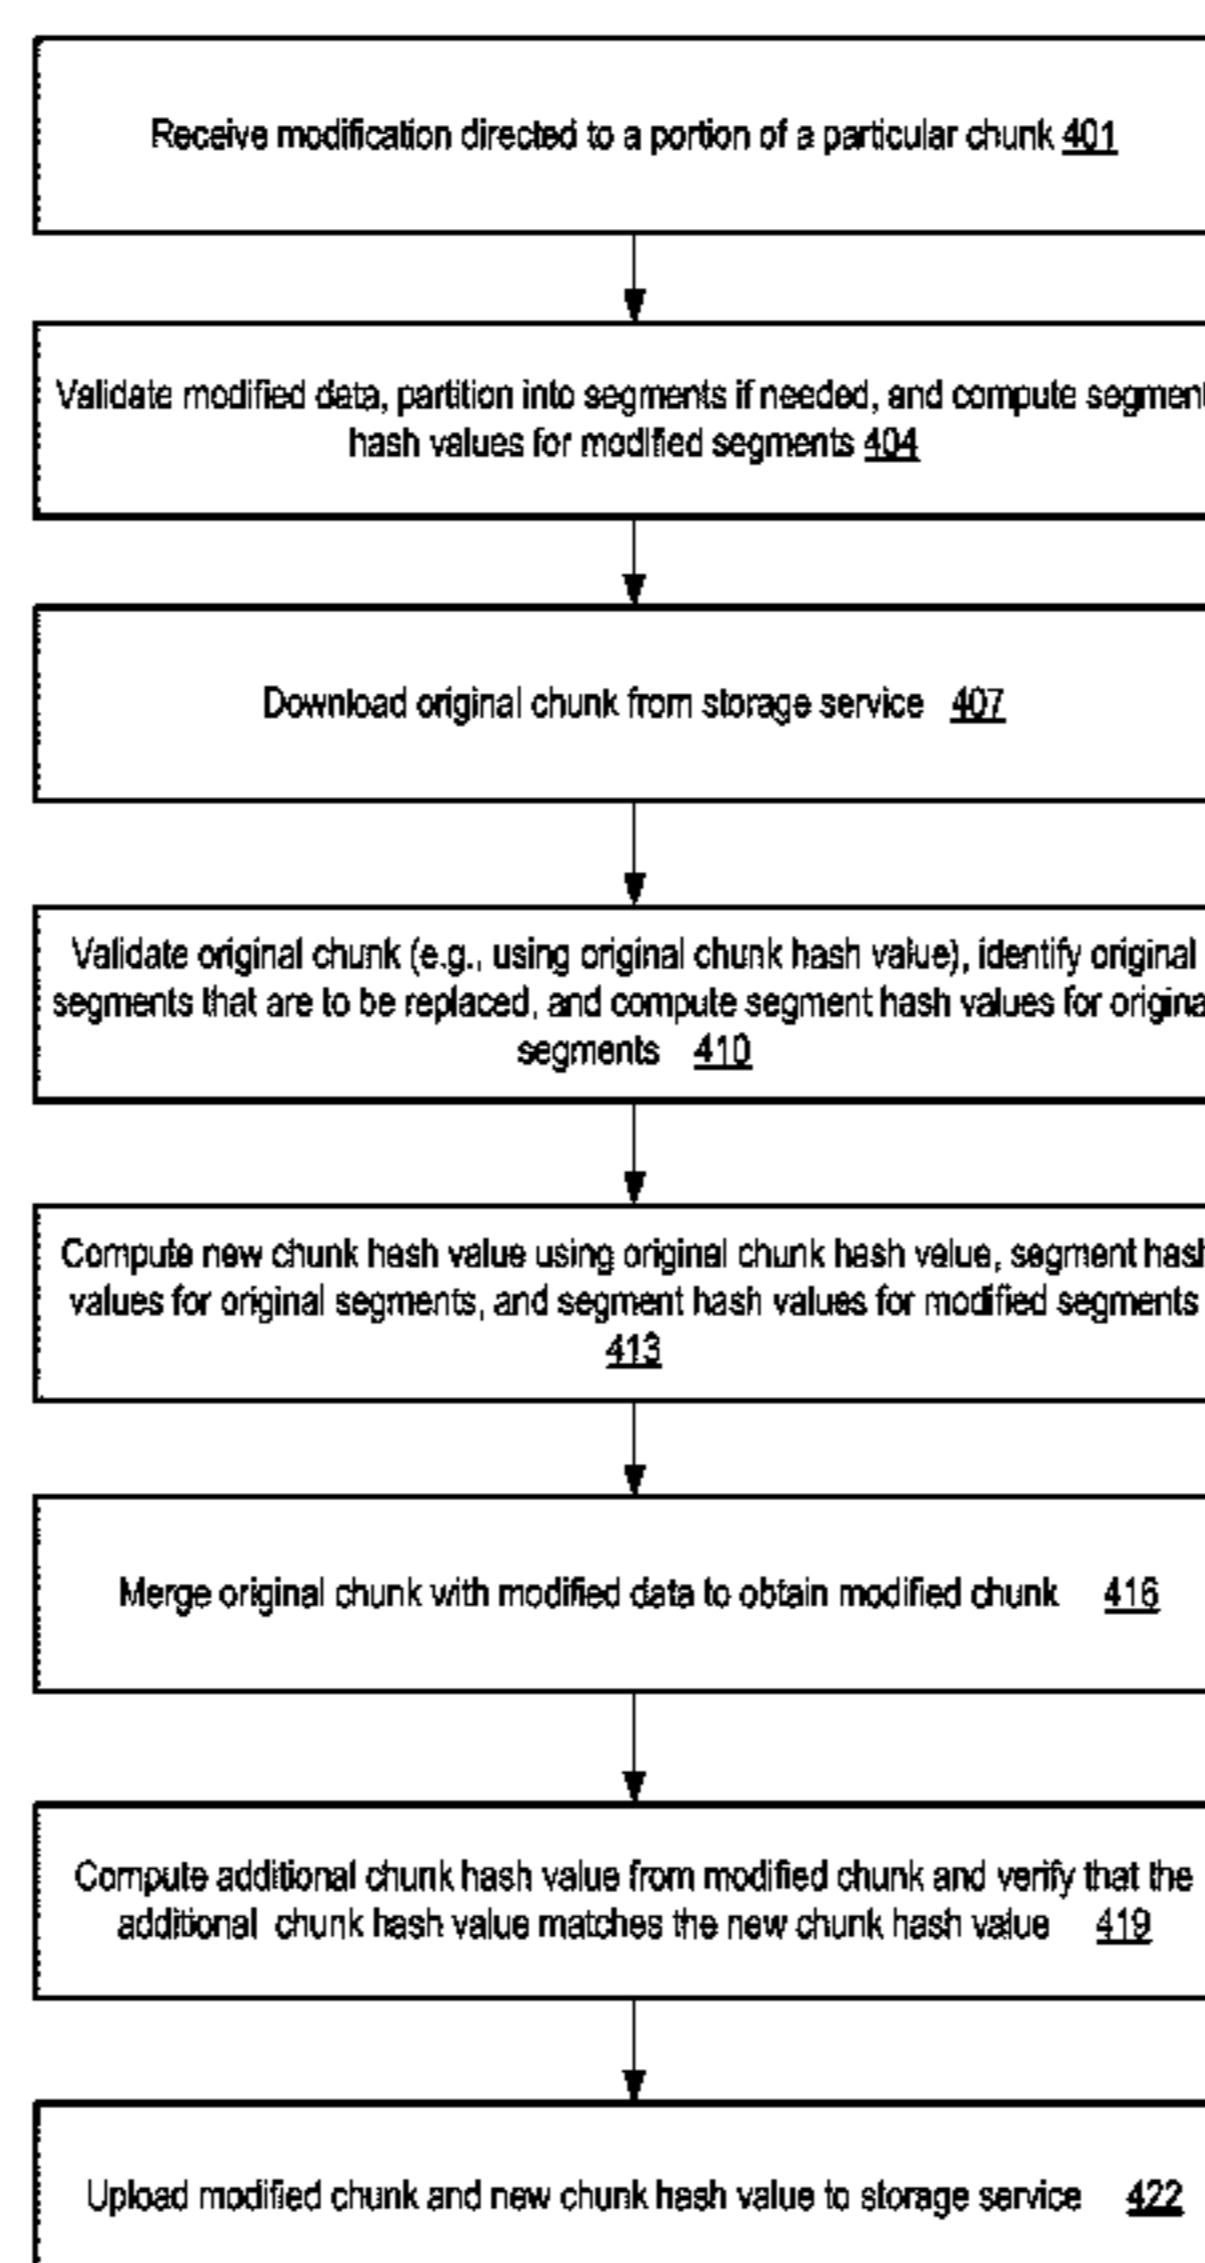 Receive modification directed to a portion of a particular chunk 401
Validate modified data, partition into segments if needed, and compute segment
hash values for modified segments 404
Download original chunk from storage service 407
Validate original chunk (e.g., using original chunk hash value), identify original
segments that are to be replaced, and compute segment hash values for origina
segments 410
Compute new chunk hash value using original chunk hash value, segment hash
values for original segments, and segment hash values for modified segments
413
Merge original chunk with modified data to obtain modified chunk 416
Compute additional chunk hash value from modified chunk and verify that the
additional chunk hash value matches the new chunk hash value 419
Upload modified chunk and new chunk hash value to storage service 422